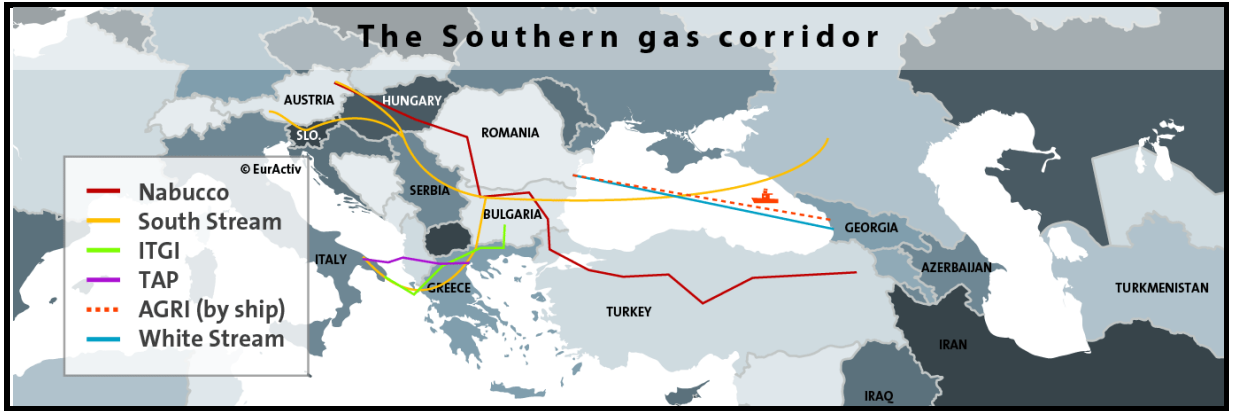 The Southern gas corridor
AUSTRIA
HUNGARY
SLO.
ROMANIA
© EurActiv
SERBIA
BULGARIA
ITALY
GREECE
TURKEY
GEORGIA
AZERBAIJAN
TURKMENISTAN
IRAN
IRAQ
Nabucco
South Stream
ITGI
TAP
AGRI (by ship)
White Stream